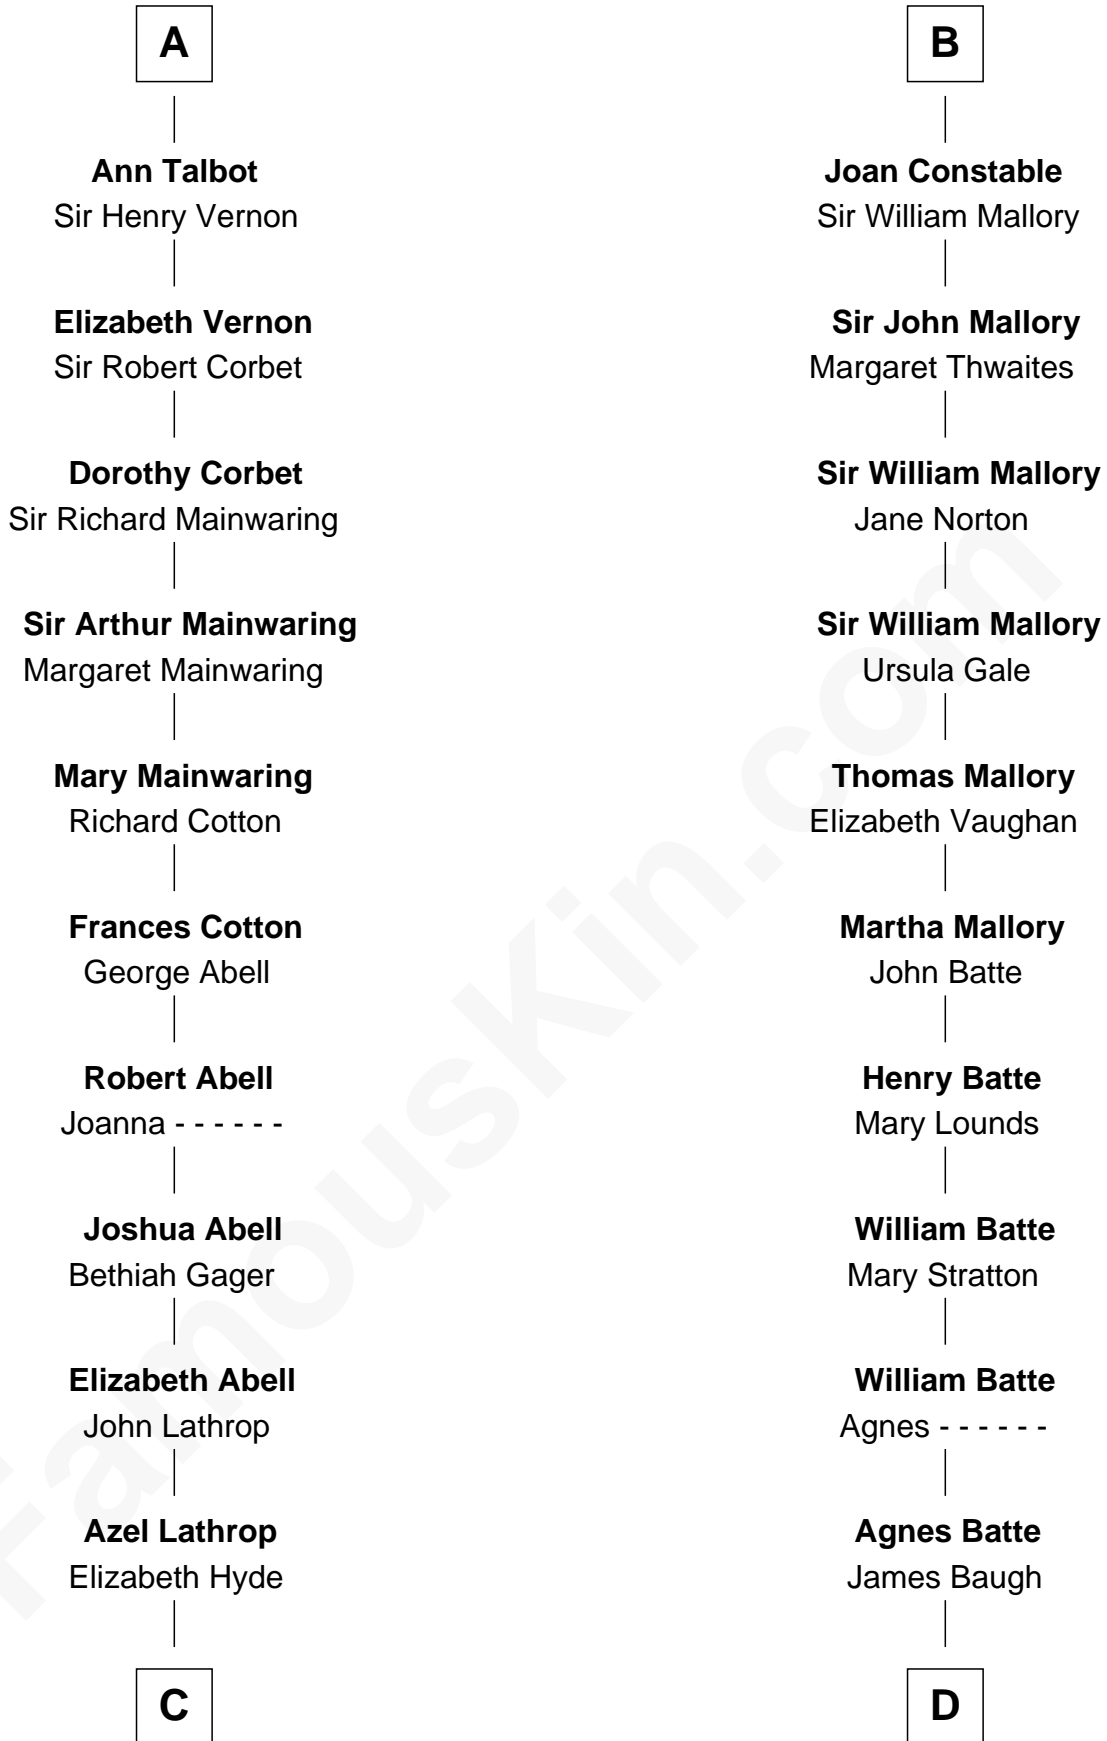 A
Ann Talbot
Sir Henry Vernon
Elizabeth Vernon
Sir Robert Corbet
Dorothy Corbet
Sir Richard Mainwaring
Sir Arthur Mainwaring
Margaret Mainwaring
Mary Mainwaring
Richard Cotton
Frances Cotton
George Abell
Robert Abell
Joanna - - - - - -
Joshua Abell
Bethiah Gager
Elizabeth Abell
John Lathrop
Azel Lathrop
Elizabeth Hyde
C
B
Joan Constable
Sir William Mallory
Sir John Mallory
Margaret Thwaites
Sir William Mallory
Jane Norton
Sir William Mallory
Ursula Gale
Thomas Mallory
Elizabeth Vaughan
Martha Mallory
John Batte
Henry Batte
Mary Lounds
William Batte
Mary Stratton
William Batte
Agnes - - - - - -
Agnes Batte
James Baugh
D
FamousKin.com